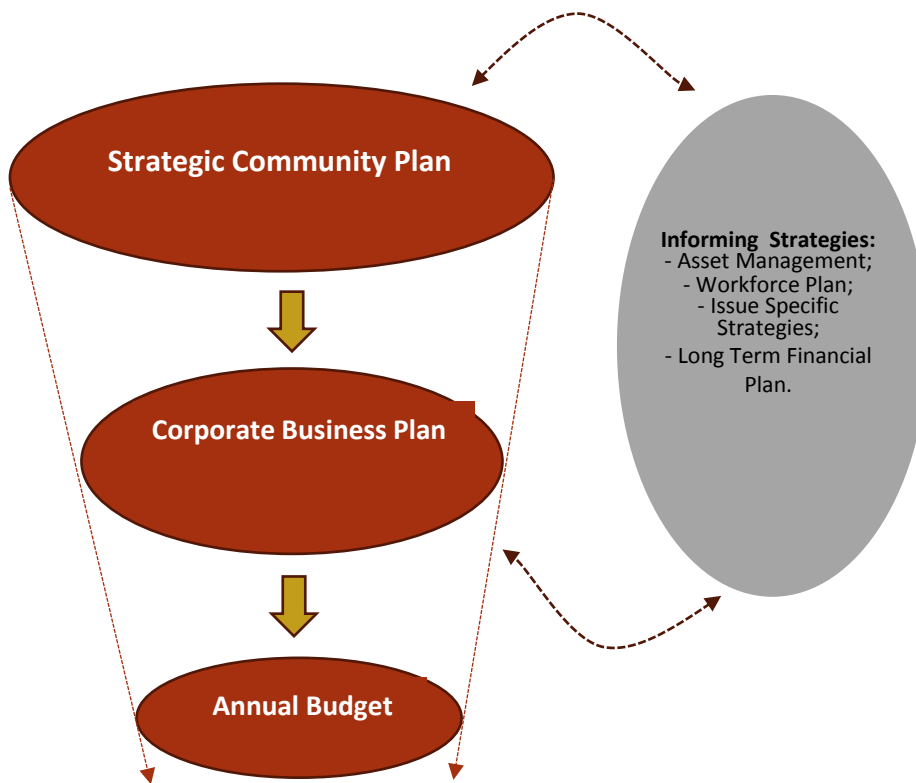 Strategic Community Plan
Informing Strategies:
- Asset Management;
- Workforce Plan;
- Issue Specific
Strategies;
- Long Term Financial
Plan.
Corporate Business Plan
Annual Budget